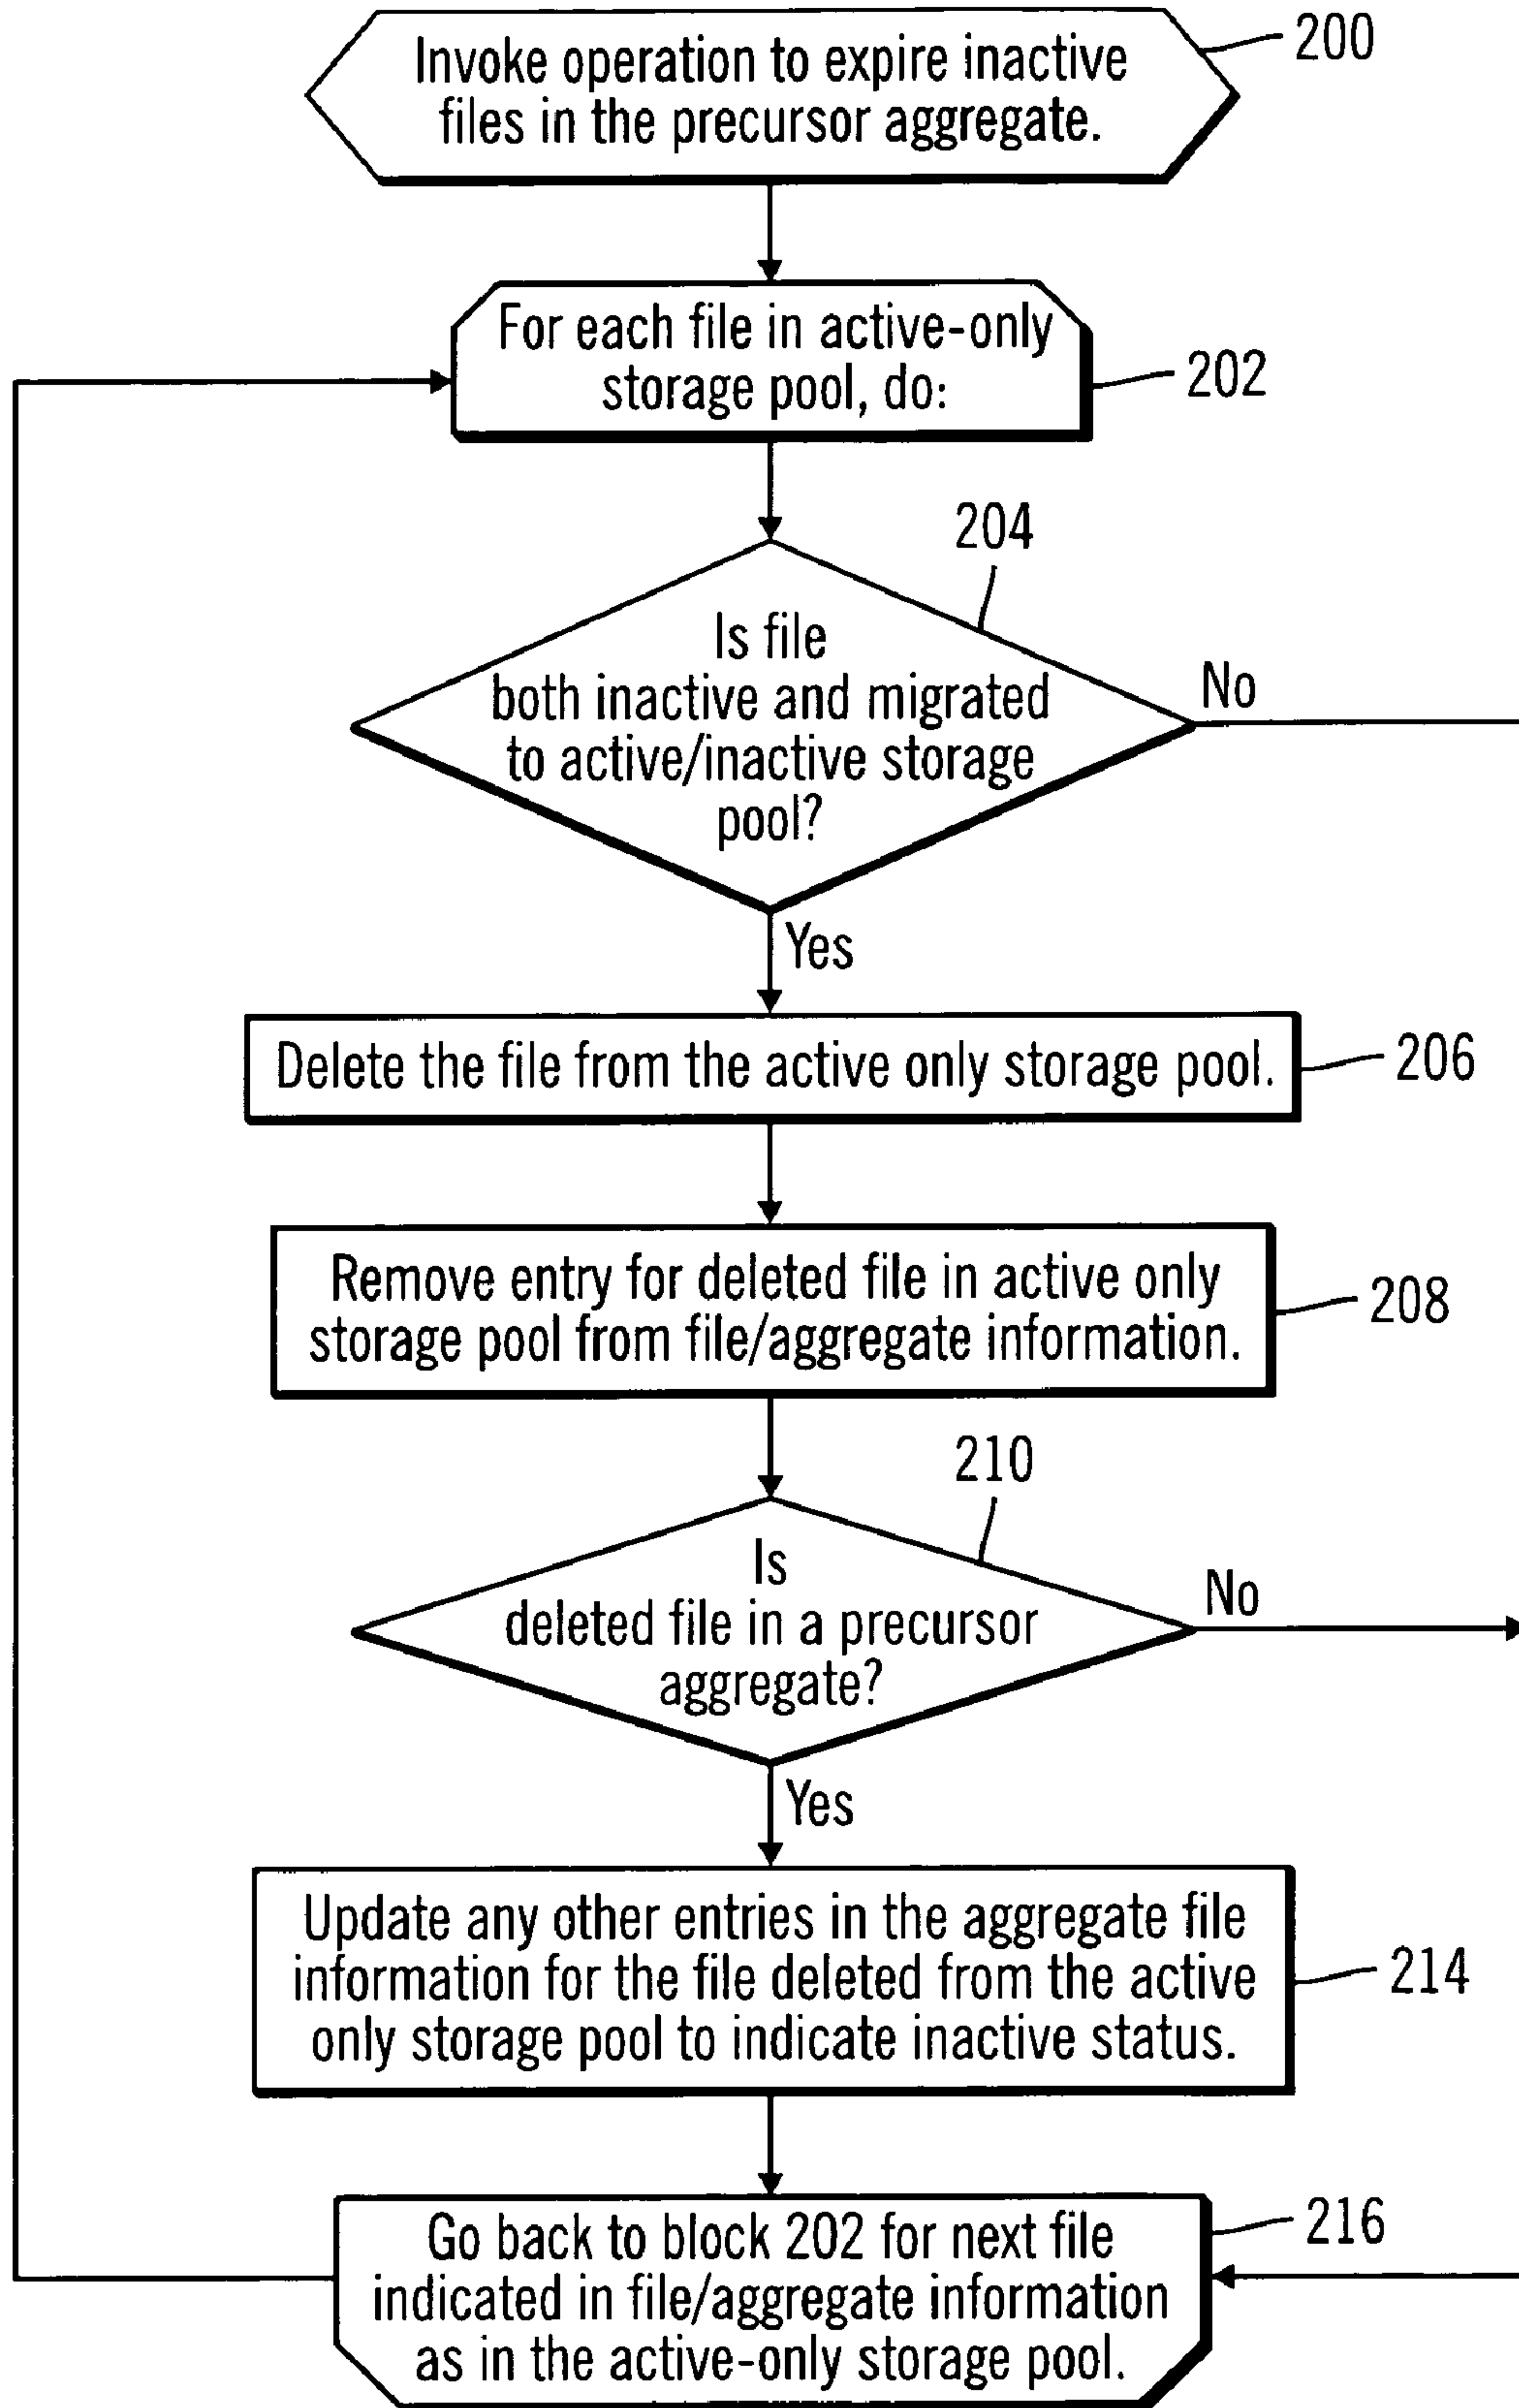 Invoke operation to expire inactive
files in the precursor aggregate.
200
For each file in active-only
storage pool, do:
202
204
Is file
both inactive and migrated
to active/inactive storage
pool?
No
Yes
Delete the file from the active only storage pool.
206
Remove entry for deleted file in active only
storage pool from file/aggregate information.
208
210
Is
deleted file in a precursor
aggregate?
No
Yes
Update any other entries in the aggregate file
information for the file deleted from the active
only storage pool to indicate inactive status.
214
Go back to block 202 for next file
indicated in file/aggregate information
as in the active-only storage pool.
216